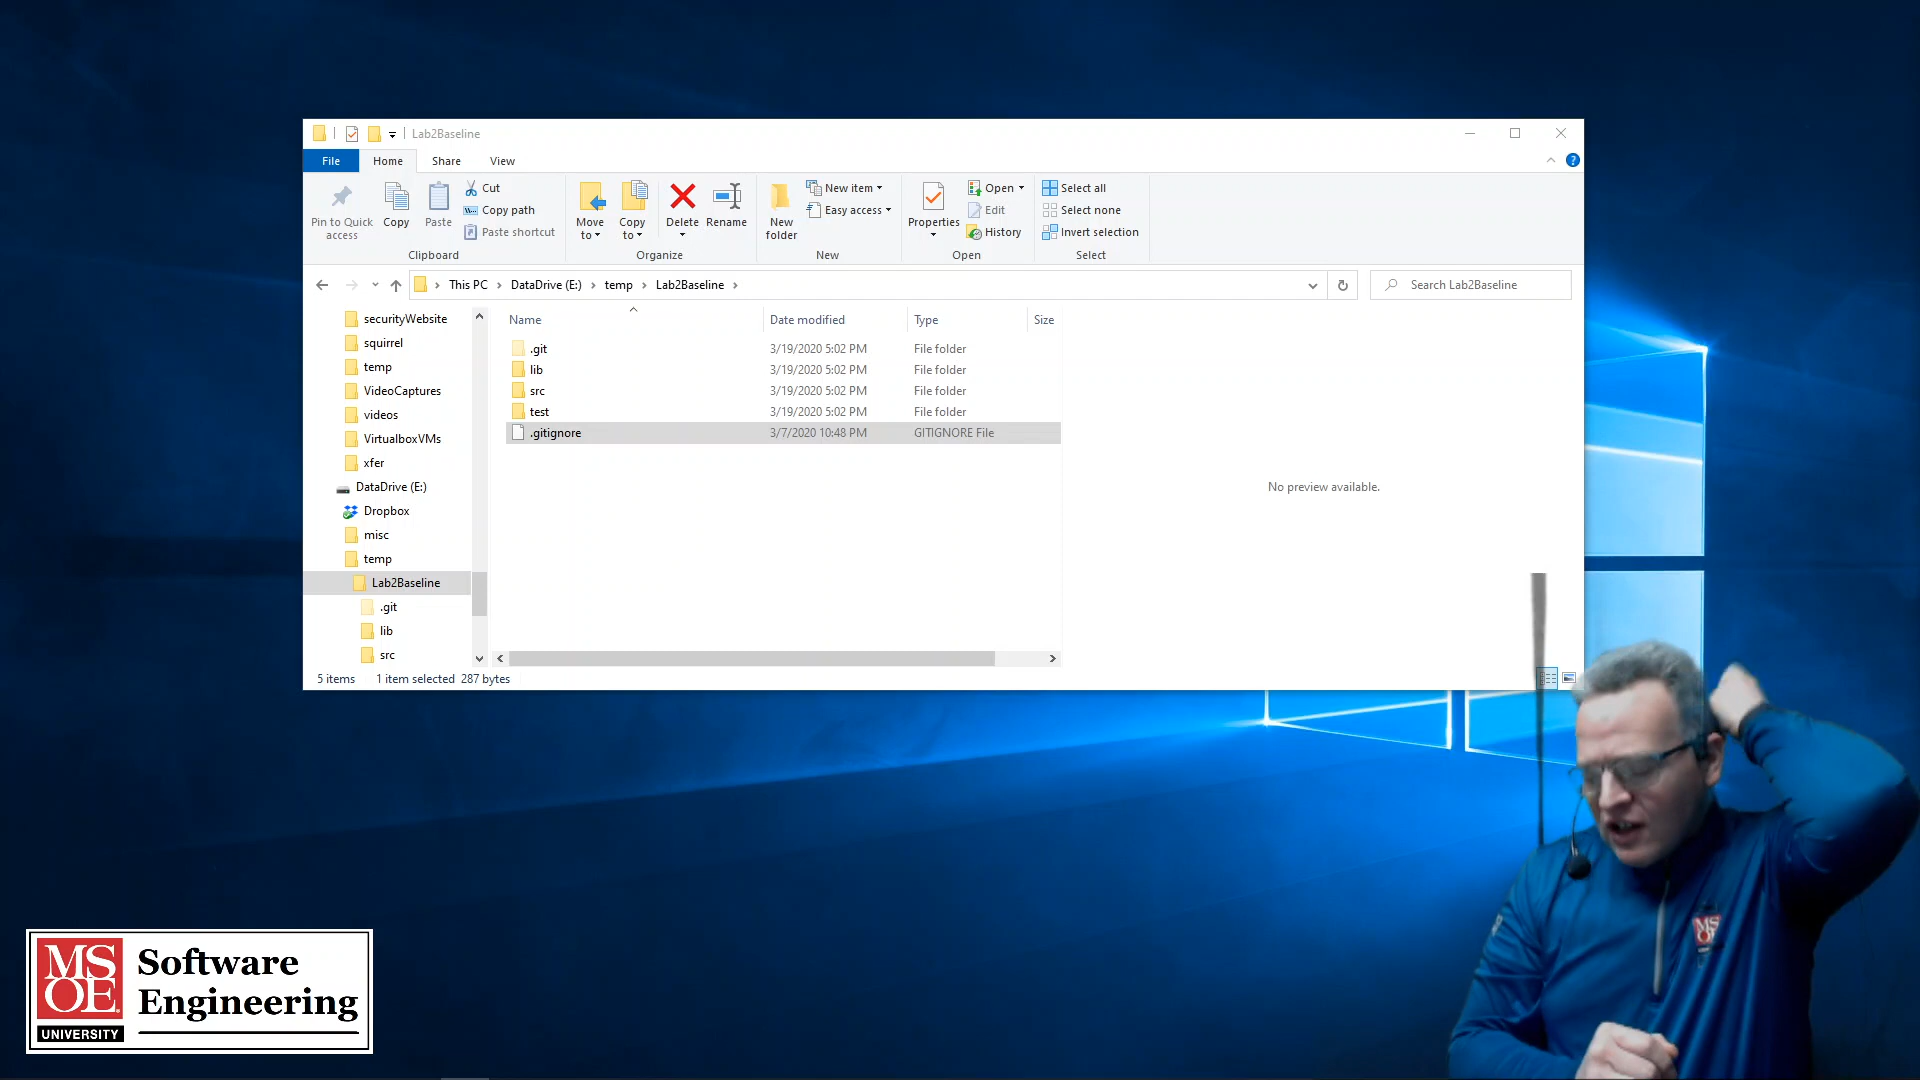 Lab2Baseline
File Home Share View
Pin to Quick access
Copy
Paste
Cut
Copy path
Paste shortcut
Clipboard
Move to
Copy to
Delete
Rename
Organize
New folder
New item
Easy access
New
Properties
Open
Edit
History
Open
Select all
Select none
Invert selection
Select
This PC DataDrive (E:) temp Lab2Baseline
Search Lab2Baseline
securityWebsite
squirrel
temp
VideoCaptures
videos
VirtualboxVMs
xfer
DataDrive (E:)
Dropbox
misc
temp
Lab2Baseline
.git
lib
src
Name Date modified Type Size
.git 3/19/2020 5:02 PM File folder
lib 3/19/2020 5:02 PM File folder
src 3/19/2020 5:02 PM File folder
test 3/19/2020 5:02 PM File folder
.gitignore 3/7/2020 10:48 PM GITIGNORE File
No preview available.
5 items 1 item selected 287 bytes
MSOE
UNIVERSITY
Software
Engineering
MSOE